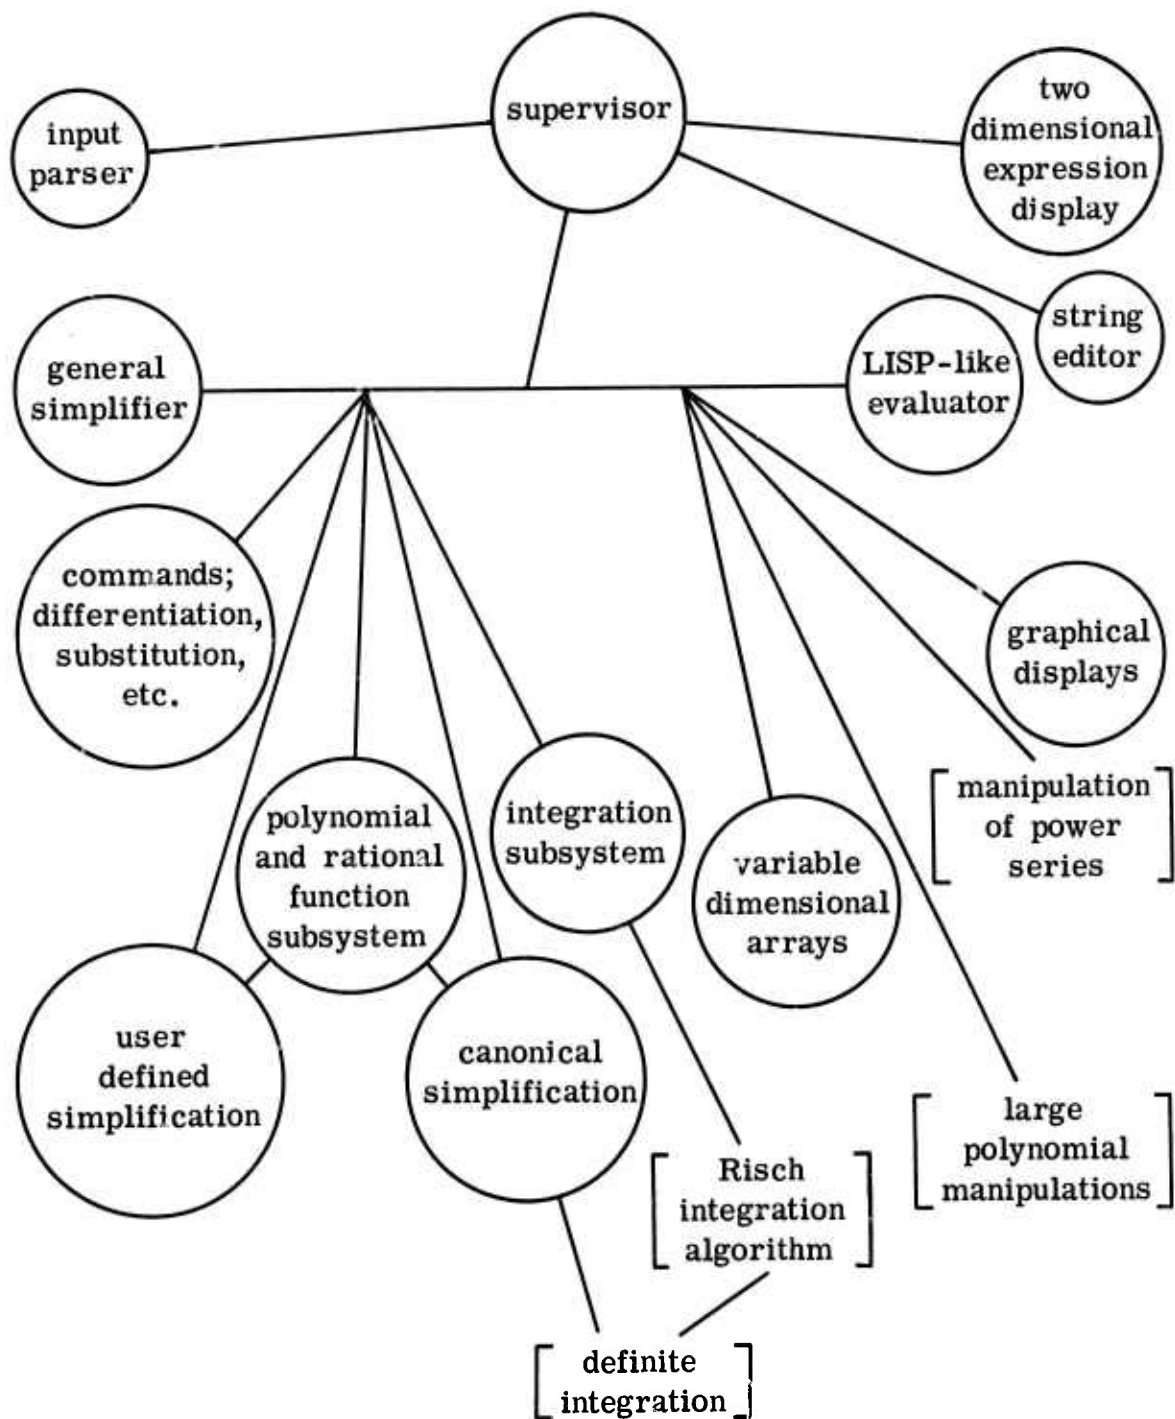 supervisor
two
dimensional
expression
display
input
parser
string
editor
general
simplifier
LISP-like
evaluator
commands;
differentiation,
substitution,
etc.
graphical
displays
polynomial
and rational
function
subsystem
integration
subsystem
variable
dimensional
arrays
manipulation
of power
series
user
defined
simplification
canonical
simplification
large
polynomial
manipulations
Risch
integration
algorithm
definite
integration